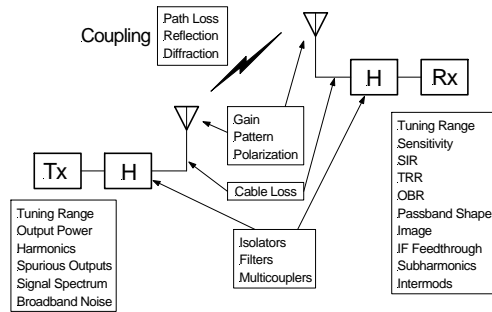 Coupling
Path Loss
Reflection
Diffraction
H
Rx
Gain
Pattern
Polarization
Tx
H
Cable Loss
Tuning Range
Output Power
Harmonics
Spurious Outputs
Signal Spectrum
Broadband Noise
Isolators
Filters
Multicouplers
Tuning Range
Sensitivity
SIR
TRR
OBR
Passband Shape
Image
IF Feedthrough
Subharmonics
Intermods